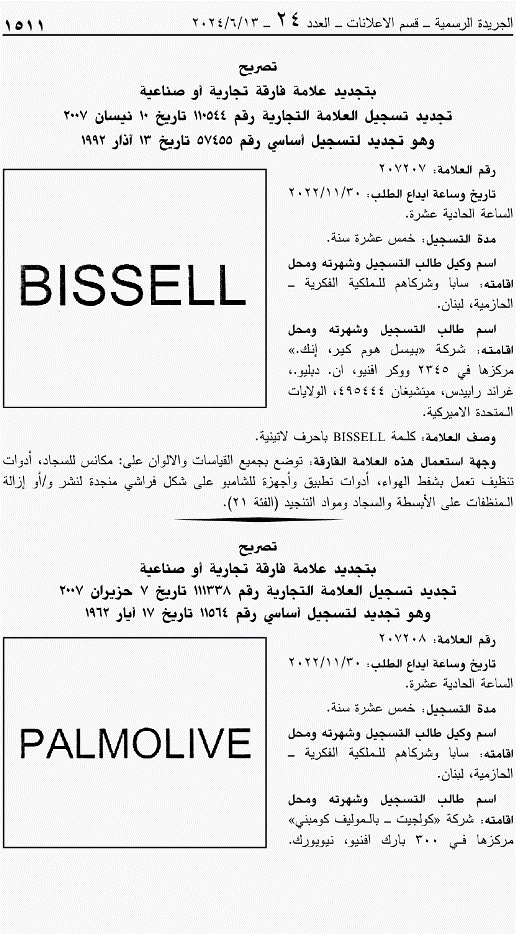 الجريدة الرسمية ــ قسم الاعلانات ــ العدد ٢٤ ــ ٢٠٢٤/٦/١٣
١٥١١
تصريح
بتجديد علامة فارقة تجارية أو صناعية
تجديد تسجيل العلامة التجارية رقم ١١٠٥٤٤ تاريخ ١٠ نيسان ٢٠٠٧
وهو تجديد لتسجيل أساسي رقم ٥٧٤٥٥ تاريخ ١٣ آذار ١٩٩٢
رقم العلامة: ٢٠٧٢٠٧
تاريخ وساعة ايداع الطلب: ٢٠٢٢/١١/٣٠
الساعة الحادية عشرة.
مدة التسجيل: خمس عشرة سنة.
اسم وكيل طالب التسجيل وشهرته ومحل
اقامته: سابا وشركاهم للملكية الفكرية ــ
الحازمية، لبنان.
اسم طالب التسجيل وشهرته ومحل
اقامته: شركة «بيسل هوم كير، إنك.»
مركزها في ٢٣٤٥ ووكر افنيو، ان. دبليو.،
غراند رابيدس، ميتشيغان ٤٩٥٤٤٤، الولايات
المتحدة الاميركية.
BISSELL
وصف العلامة: كلمة BISSELL باحرف لاتينية.
وجهة استعمال هذه العلامة الفارقة: توضع بجميع القياسات والالوان على: مكانس للسجاد، أدوات
تنظيف تعمل بشفط الهواء، أدوات تطبيق وأجهزة للشامبو على شكل فراشي منجدة لنشر و/أو إزالة
المنظفات على الأبسطة والسجاد ومواد التنجيد (الفئة ٢١).
تصريح
بتجديد علامة فارقة تجارية أو صناعية
تجديد تسجيل العلامة التجارية رقم ١١١٣٣٨ تاريخ ٧ حزيران ٢٠٠٧
وهو تجديد لتسجيل أساسي رقم ١١٥٦٤ تاريخ ١٧ أيار ١٩٦٢
رقم العلامة: ٢٠٧٢٠٨
تاريخ وساعة ايداع الطلب: ٢٠٢٢/١١/٣٠
الساعة الحادية عشرة.
مدة التسجيل: خمس عشرة سنة.
اسم وكيل طالب التسجيل وشهرته ومحل
اقامته: سابا وشركاهم للملكية الفكرية ــ
الحازمية، لبنان.
اسم طالب التسجيل وشهرته ومحل
اقامته: شركة «كولجيت ــ بالموليف كومبني»
مركزها في ٣٠٠ بارك افنيو، نيويورك.
PALMOLIVE